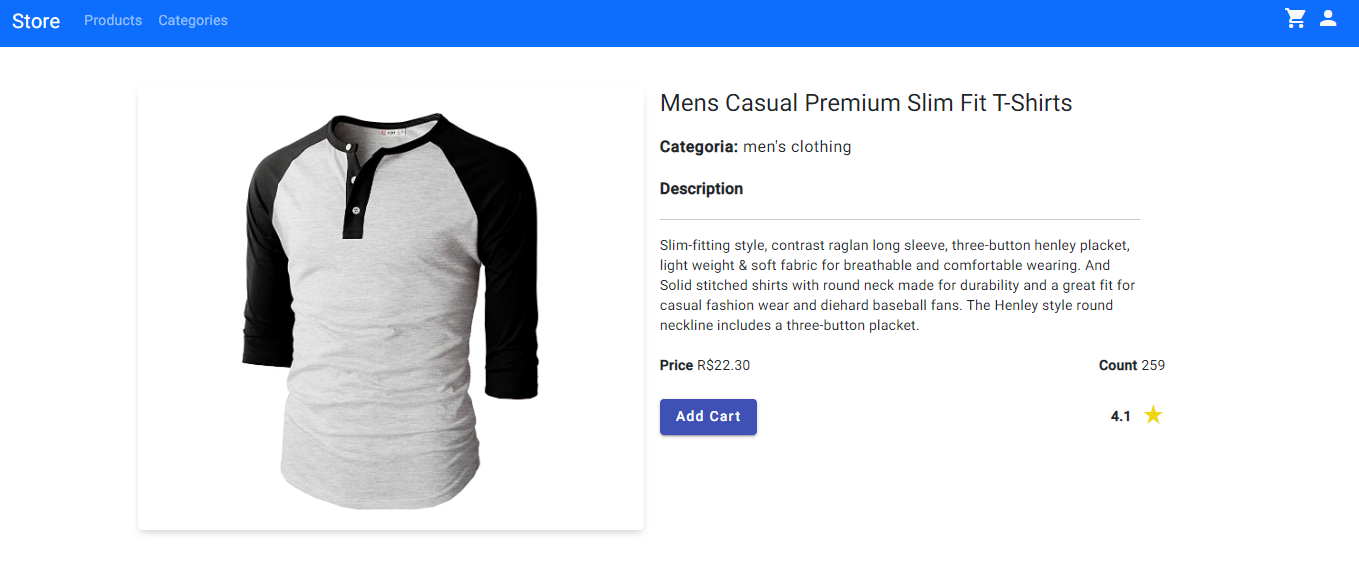 Store Products Categories
Mens Casual Premium Slim Fit T-Shirts
Categoria: men's clothing
Description
Slim-fitting style, contrast raglan long sleeve, three-button henley placket,
light weight & soft fabric for breathable and comfortable wearing. And
Solid stitched shirts with round neck made for durability and a great fit for
casual fashion wear and diehard baseball fans. The Henley style round
neckline includes a three-button placket.
Price R$22.30 Count 259
Add Cart 4.1